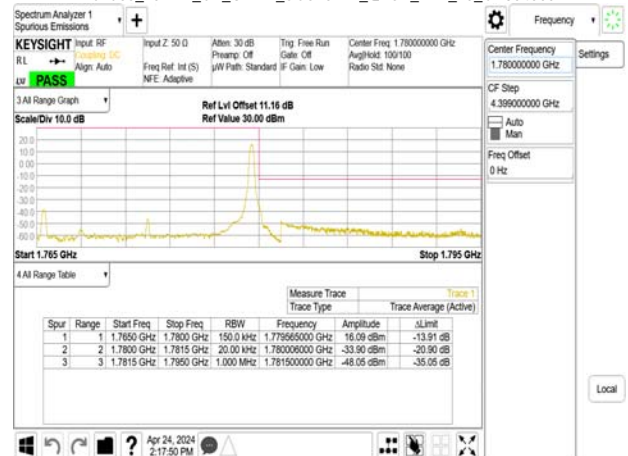 Spectrum Analyzer 1
Spurious Emissions
+
Frequency
KEYSIGHT
RL
LW PASS
Input: RF
Coupling: DC
Align: Auto
Input Z: 50 Ω
Freq Ref: Int (S)
NFE: Adaptive
Atten: 30 dB
Preamp: Off
µW Path: Standard
Trig: Free Run
Gate: Off
IF Gain: Low
Center Freq: 1.780000000 GHz
Avg|Hold: 100/100
Radio Std: None
Center Frequency
1.780000000 GHz
Settings
CF Step
4.399000000 GHz
Auto
Man
Freq Offset
0 Hz
3 All Range Graph
Scale/Div 10.0 dB
Ref Lvl Offset 11.16 dB
Ref Value 30.00 dBm
20.0
10.0
0.00
-10.0
-20.0
-30.0
-40.0
-50.0
-60.0
Start 1.765 GHz
Stop 1.795 GHz
4 All Range Table
Measure Trace Trace 1
Trace Type Trace Average (Active)
Spur Range Start Freq Stop Freq RBW Frequency Amplitude ∆Limit
1 1 1.7650 GHz 1.7800 GHz 150.0 kHz 1.779565000 GHz 16.09 dBm -13.91 dB
2 2 1.7800 GHz 1.7815 GHz 20.00 kHz 1.780006000 GHz -33.90 dBm -20.90 dB
3 3 1.7815 GHz 1.7950 GHz 1.000 MHz 1.781500000 GHz -48.05 dBm -35.05 dB
Local
?
Apr 24, 2024
2:17:50 PM